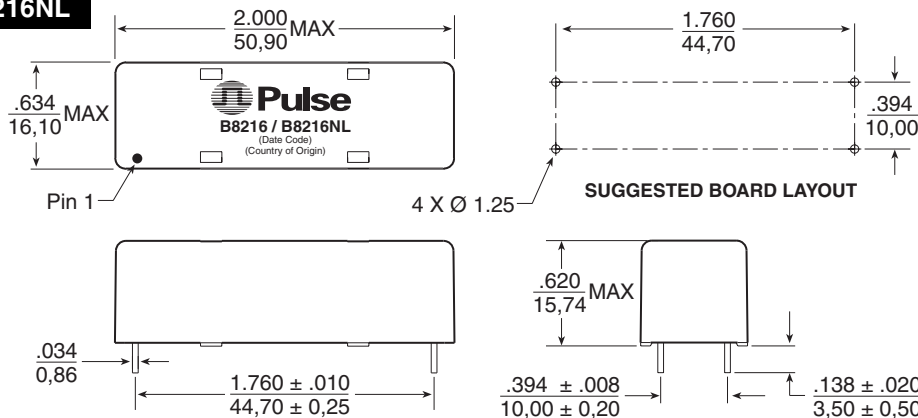 216NL
2.000
50,90
MAX
1.760
44,70
.634
16,10
MAX
Pulse
B8216 / B8216NL
(Date Code)
(Country of Origin)
.394
10,00
Pin 1
4 X Ø 1.25
SUGGESTED BOARD LAYOUT
.620
15,74
MAX
.034
0,86
1.760 ± .010
44,70 ± 0,25
.394 ± .008
10,00 ± 0,20
.138 ± .020
3,50 ± 0,50